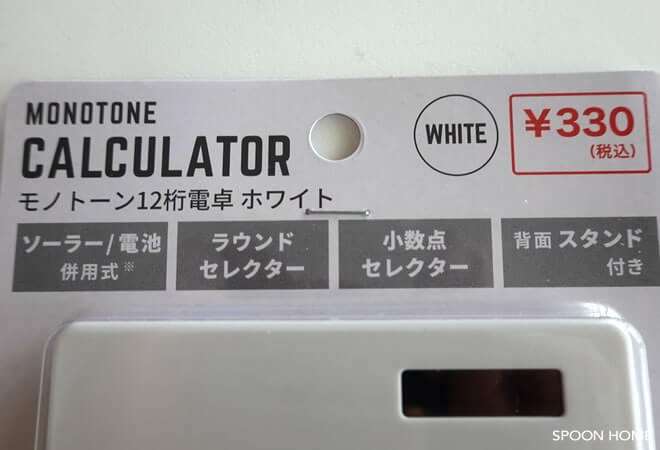 MONOTONE
CALCULATOR
モノトーン12桁電卓 ホワイト
WHITE
¥330
(税込)
ソーラー/電池
併用式※
ラウンド
セレクター
小数点
セレクター
背面 スタンド
付き
SPOON HOME